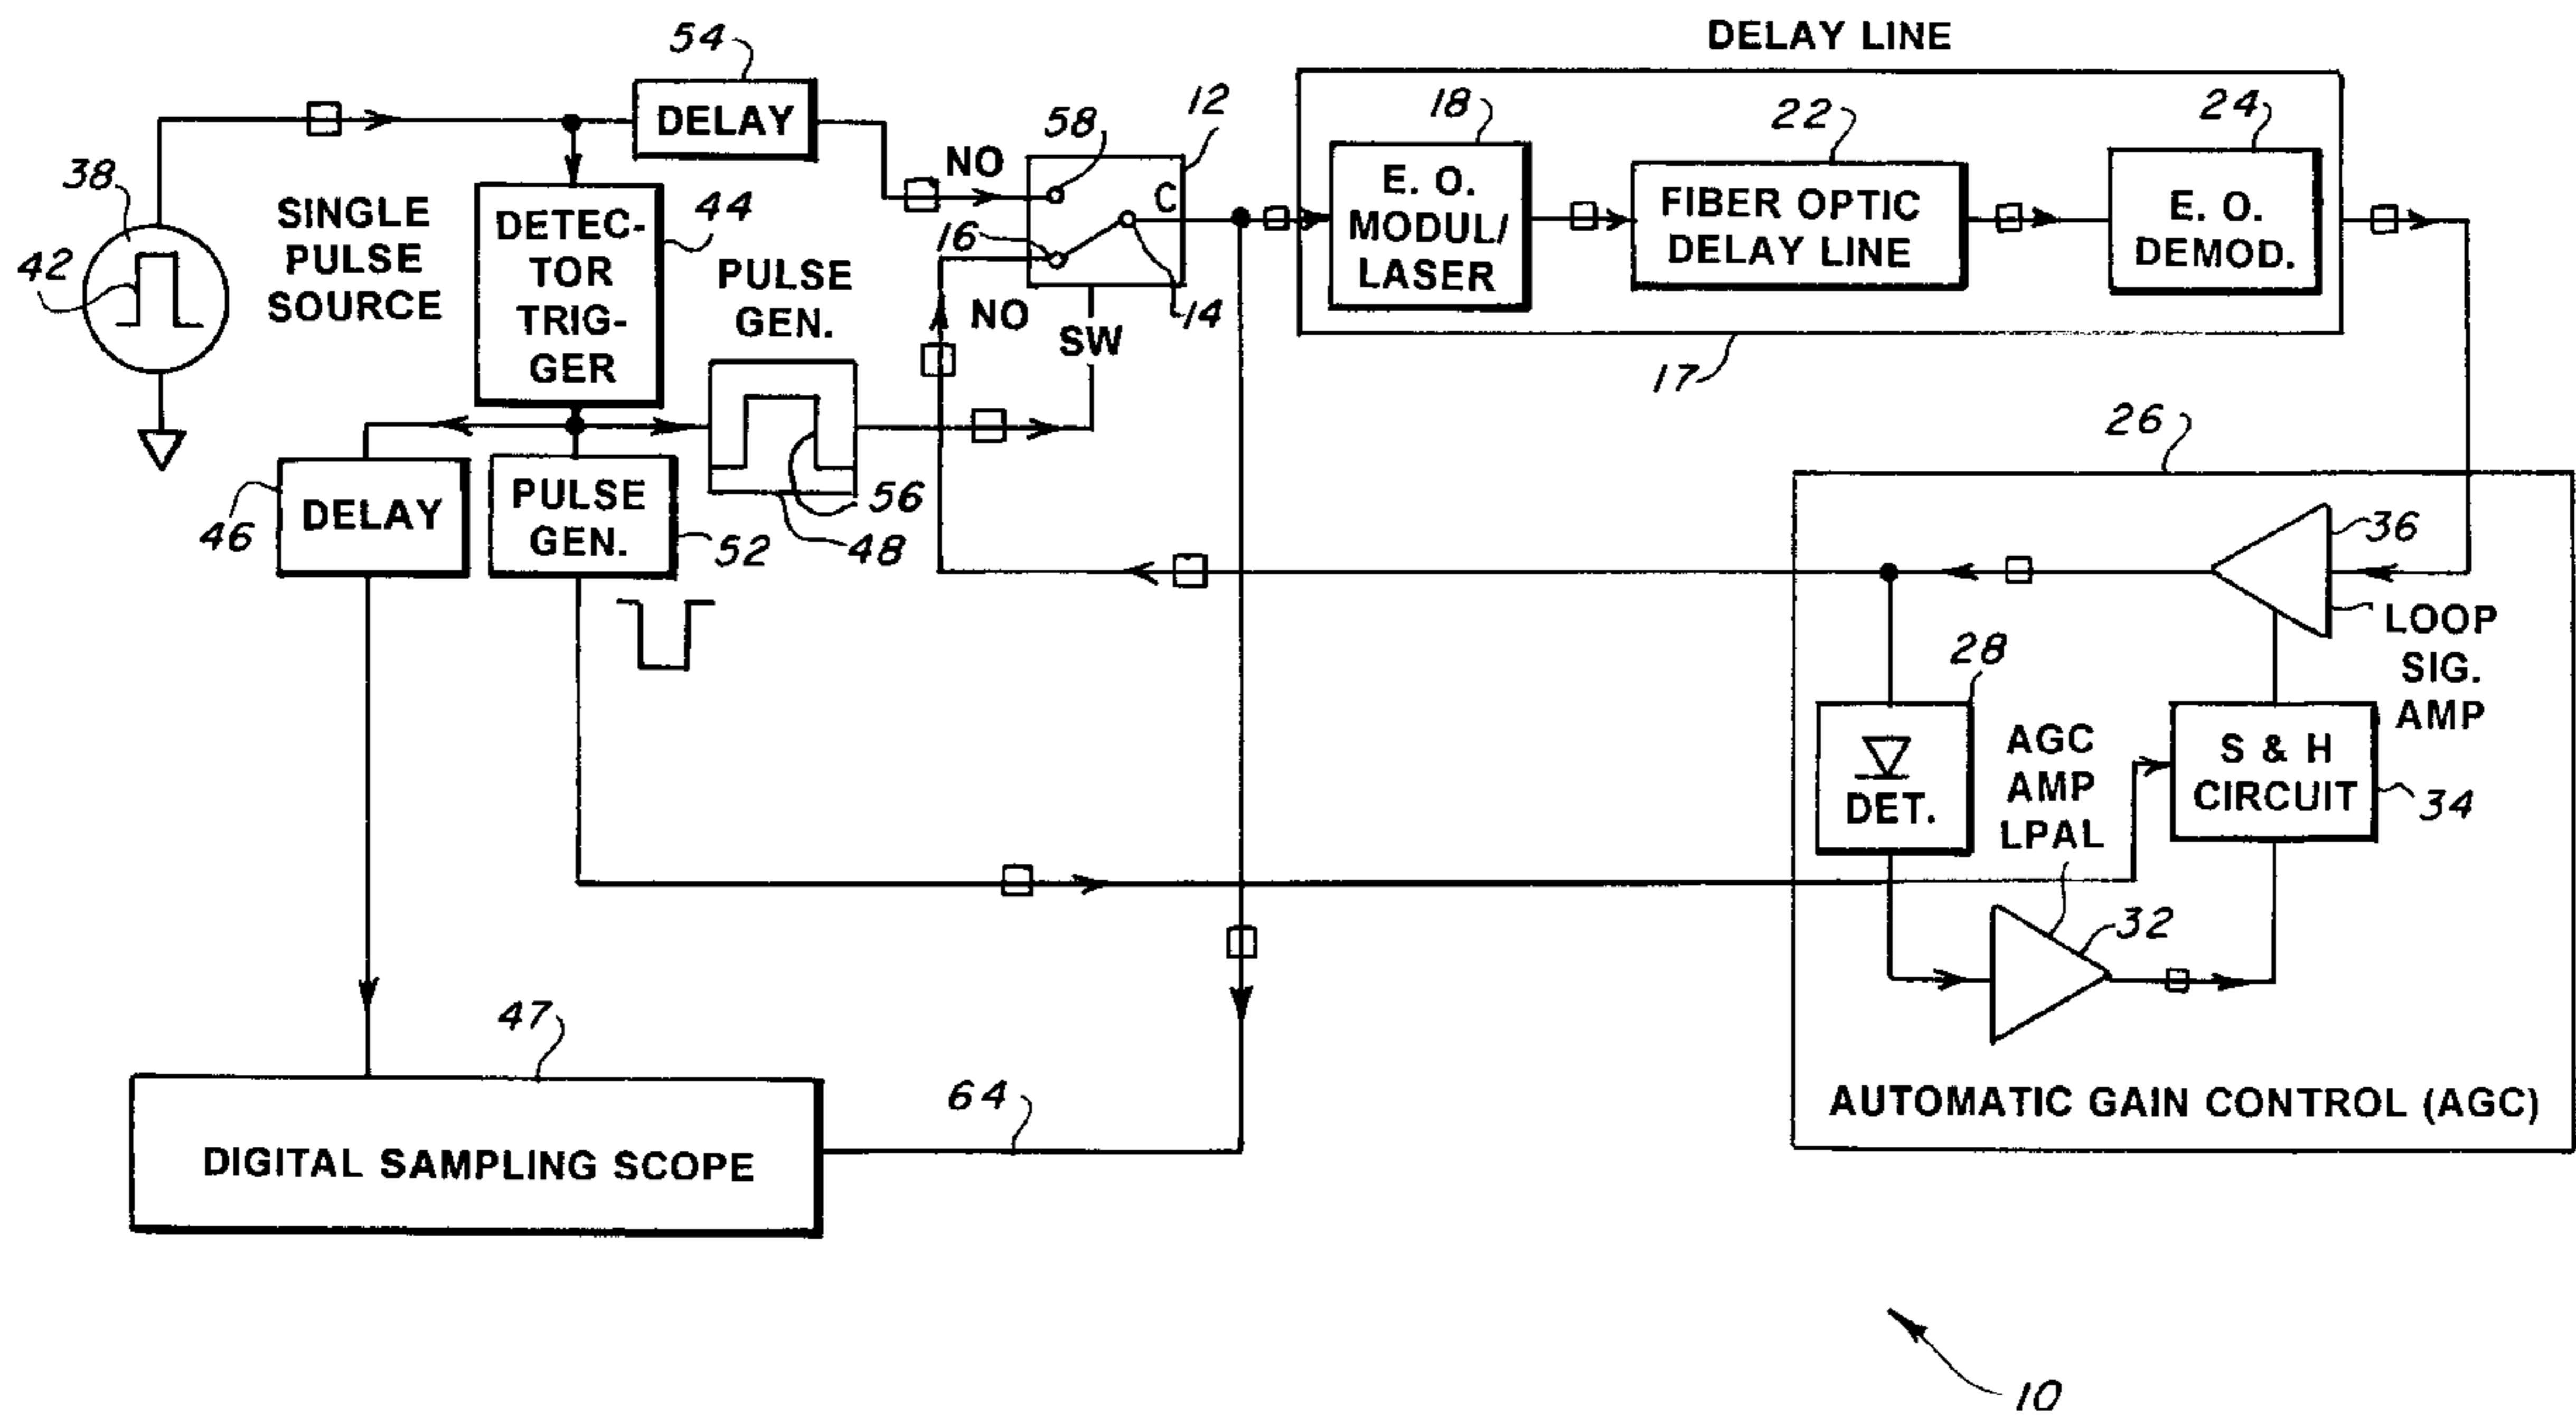 DELAY LINE
54
DELAY
12
58
NO
C
16
NO
14
SW
18
E. O.
MODUL/
LASER
22
FIBER OPTIC
DELAY LINE
24
E. O.
DEMOD.
17
38
42
SINGLE
PULSE
SOURCE
44
DETEC-
TOR
TRIG-
GER
PULSE
GEN.
56
48
46
DELAY
PULSE
GEN.
52
26
36
LOOP
SIG.
AMP
28
DET.
AGC
AMP
LPAL
S & H
CIRCUIT
34
32
AUTOMATIC GAIN CONTROL (AGC)
47
DIGITAL SAMPLING SCOPE
64
10